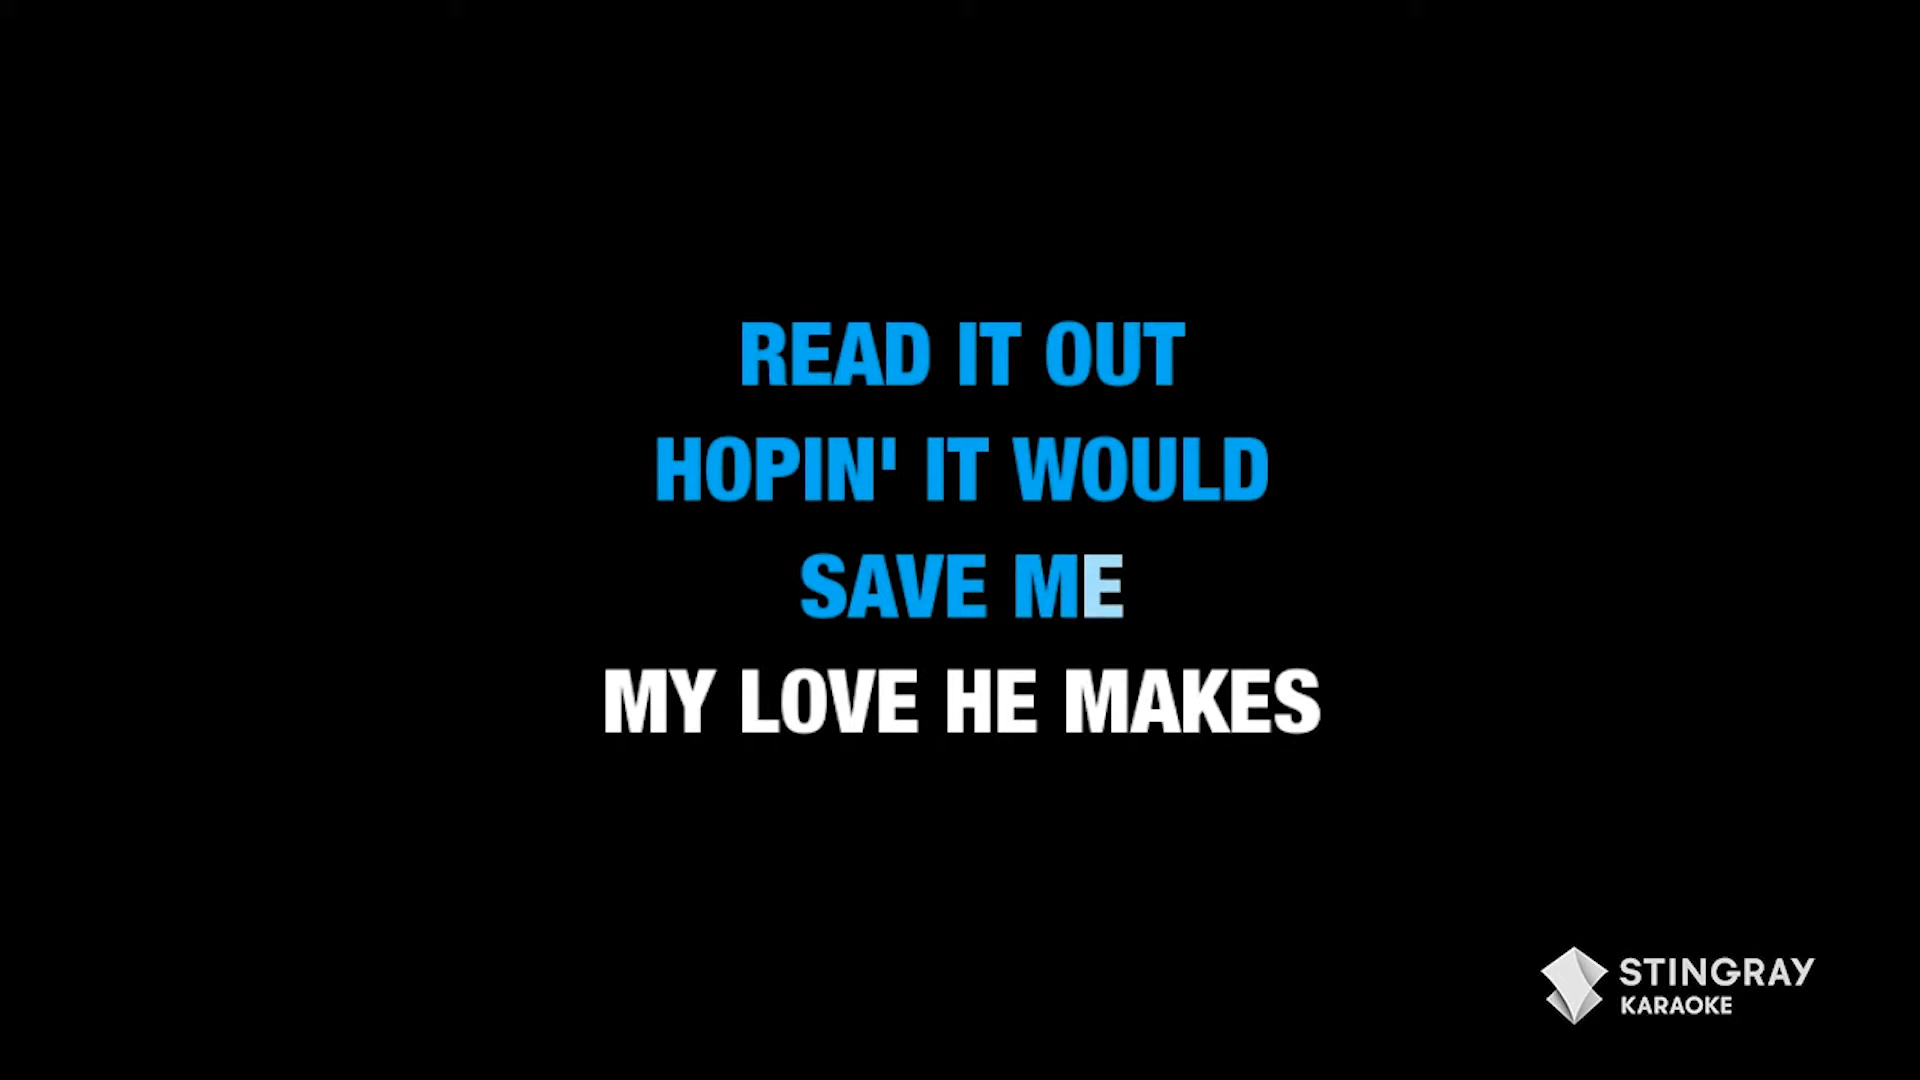 READ IT OUT
HOPIN' IT WOULD
SAVE ME
MY LOVE HE MAKES
STINGRAY
KARAOKE